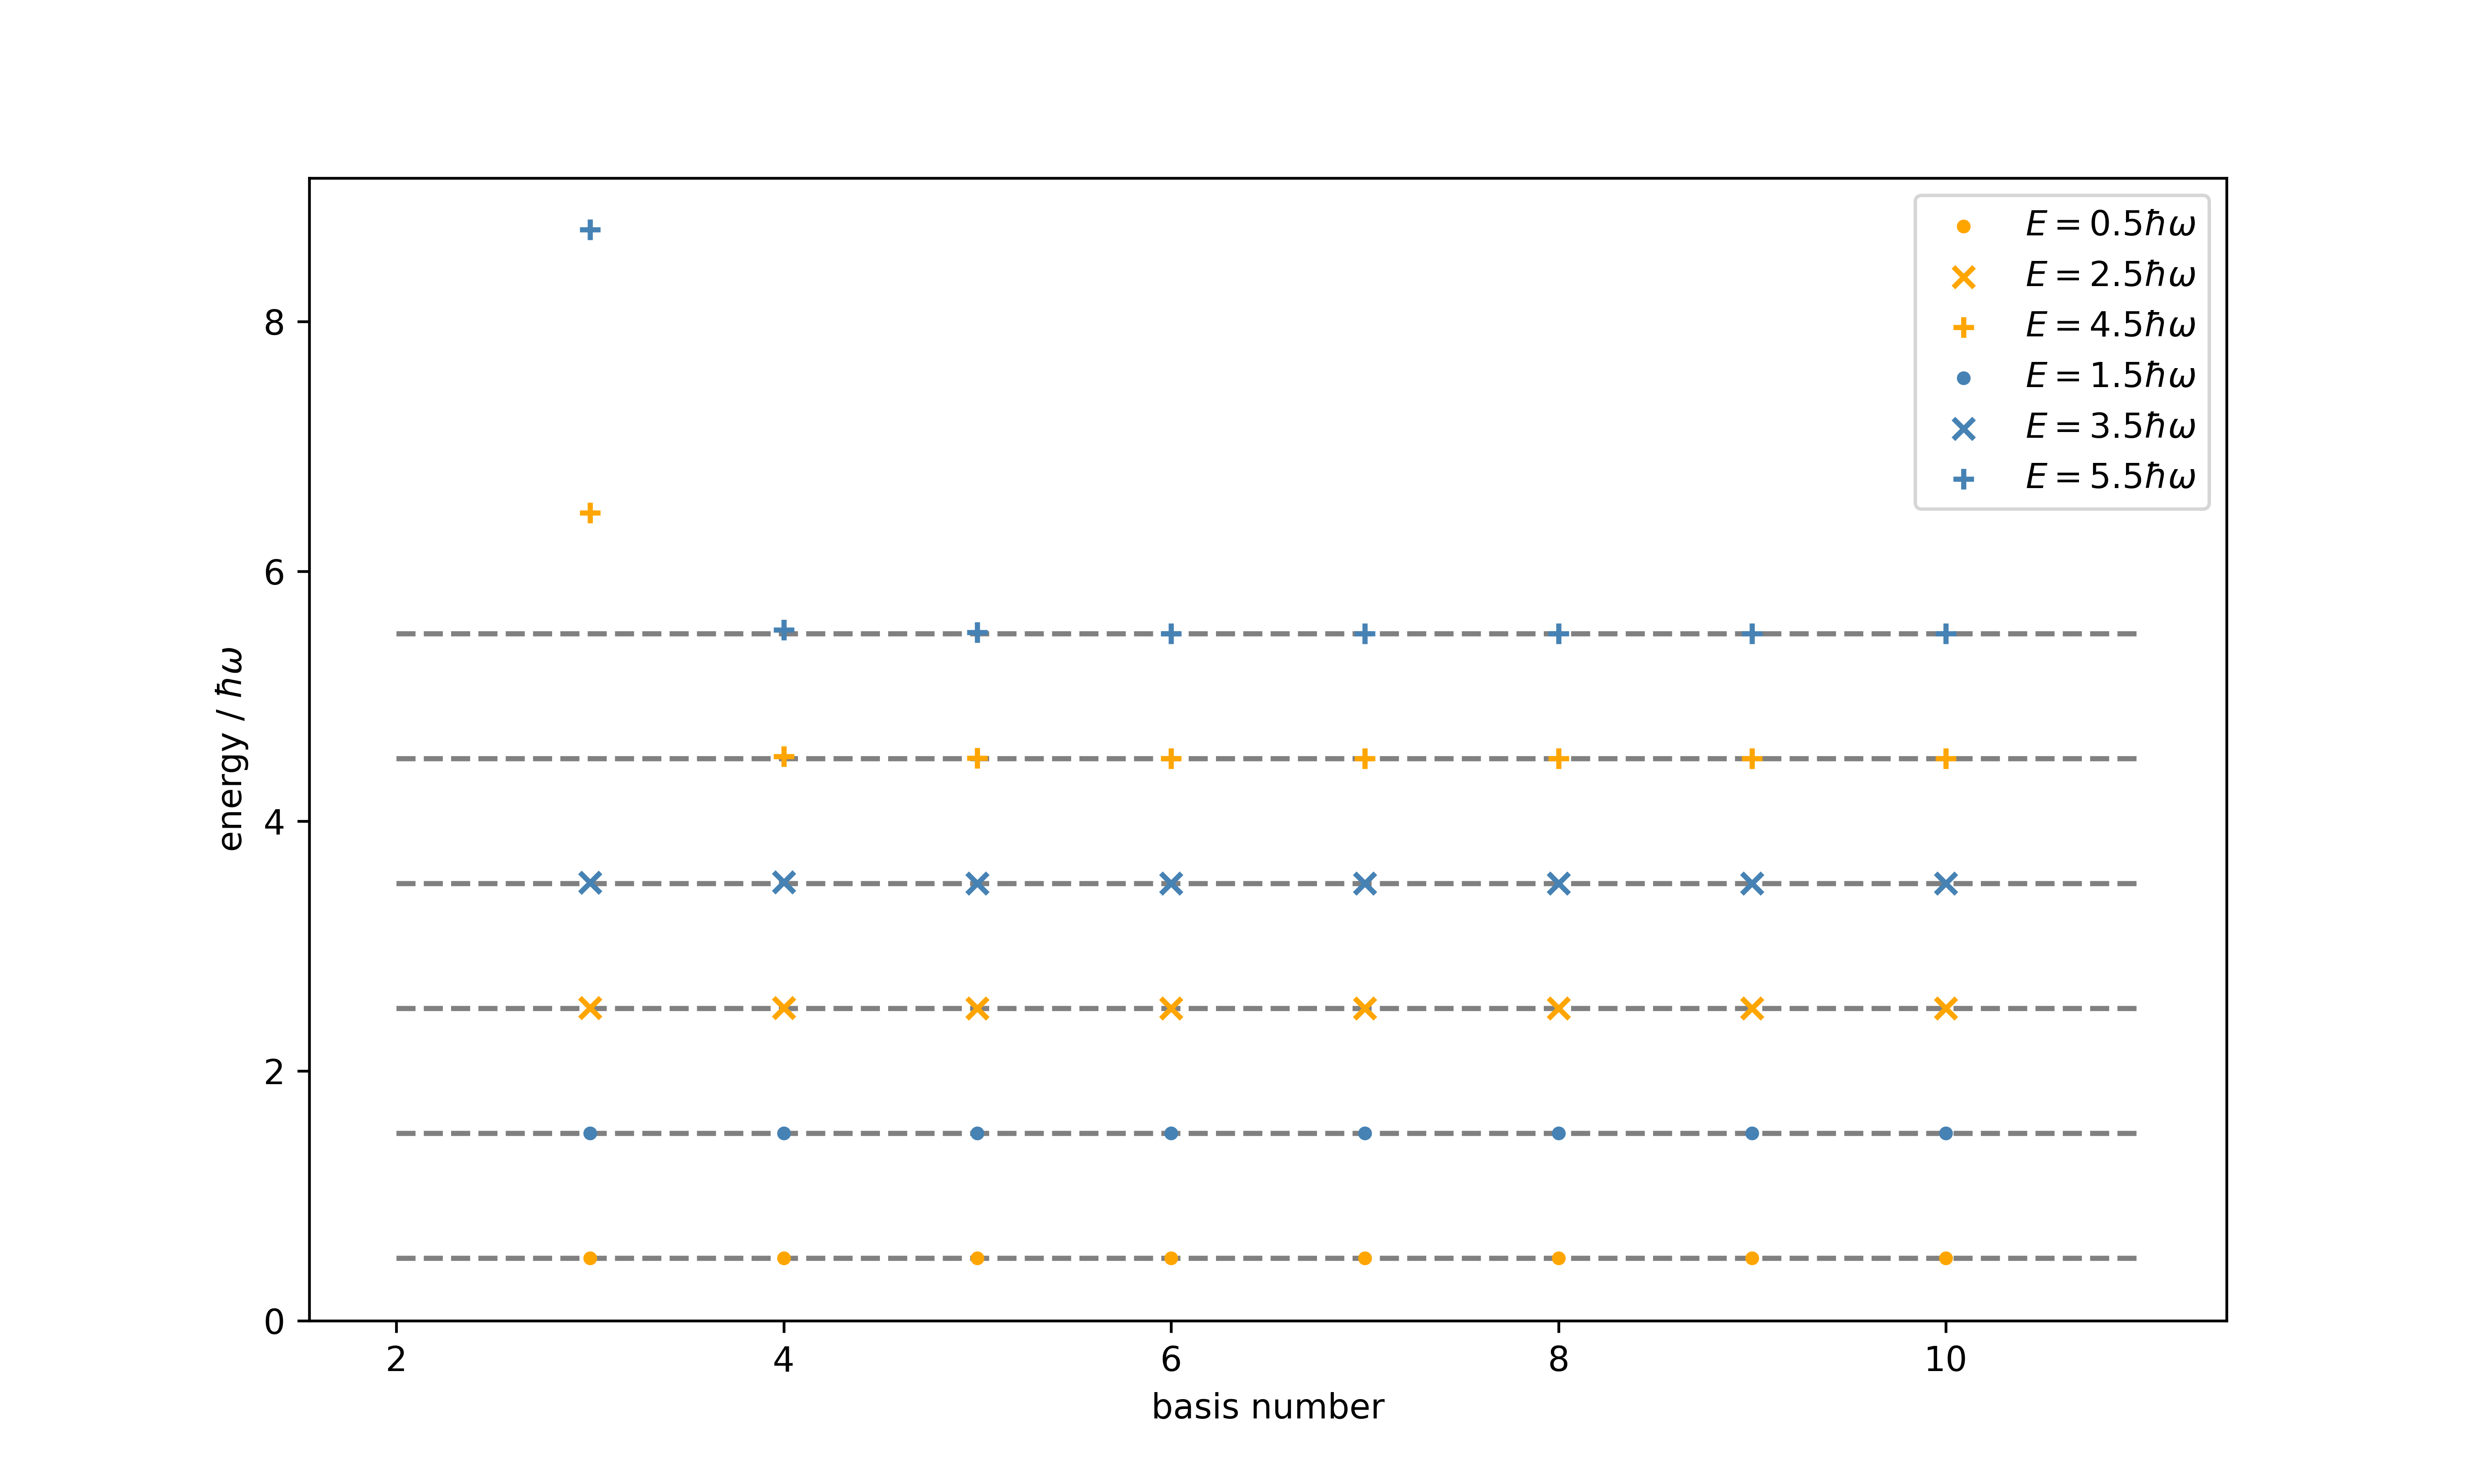 E = 0.5ℏω
E = 2.5ℏω
E = 4.5ℏω
E = 1.5ℏω
E = 3.5ℏω
E = 5.5ℏω
8
6
4
2
0
energy / ℏω
2 4 6 8 10
basis number